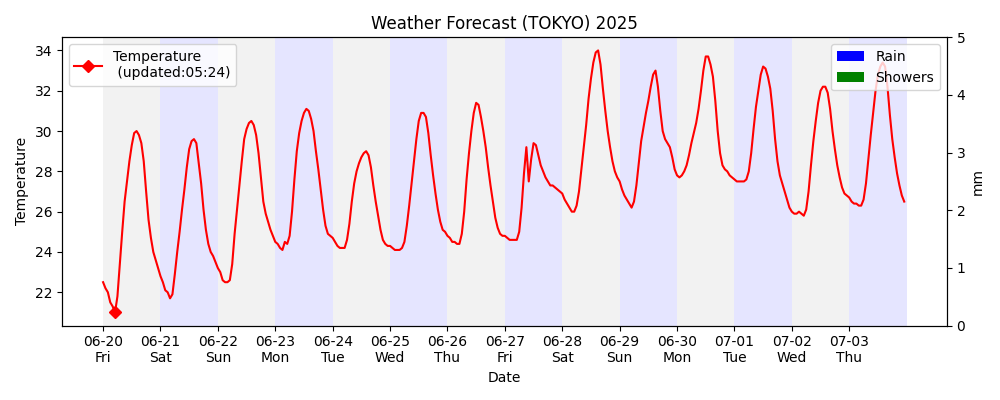 Weather Forecast (TOKYO) 2025
Temperature
(updated:05:24)
Rain
Showers
Temperature
34
32
30
28
26
24
22
5
4
3
2
1
0
mm
06-20 06-21 06-22 06-23 06-24 06-25 06-26 06-27 06-28 06-29 06-30 07-01 07-02 07-03
Fri Sat Sun Mon Tue Wed Thu Fri Sat Sun Mon Tue Wed Thu
Date